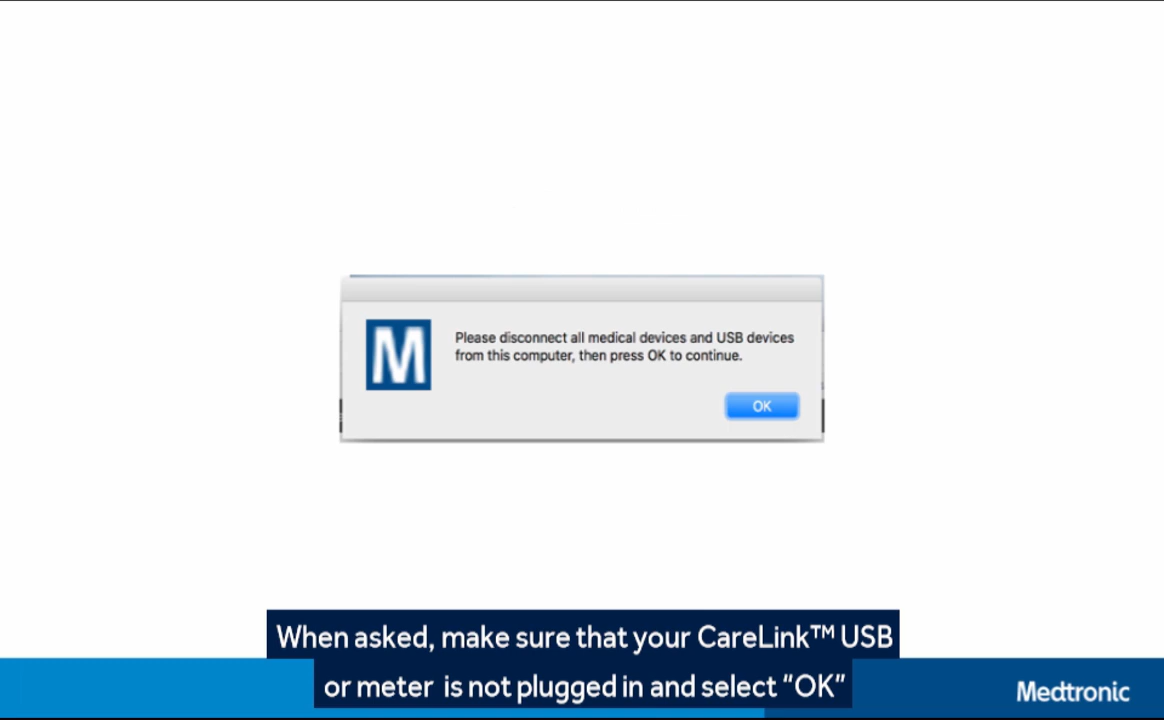 M
Please disconnect all medical devices and USB devices
from this computer, then press OK to continue.
OK
When asked, make sure that your CareLink™ USB
or meter is not plugged in and select “OK”
Medtronic